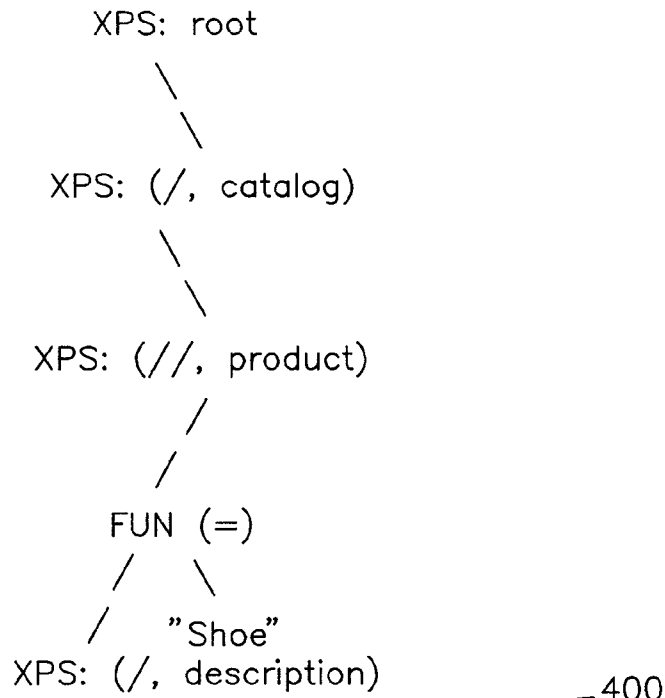 XPS: root
XPS: (/, catalog)
XPS: (//, product)
FUN (=)
"Shoe"
XPS: (/, description)
400